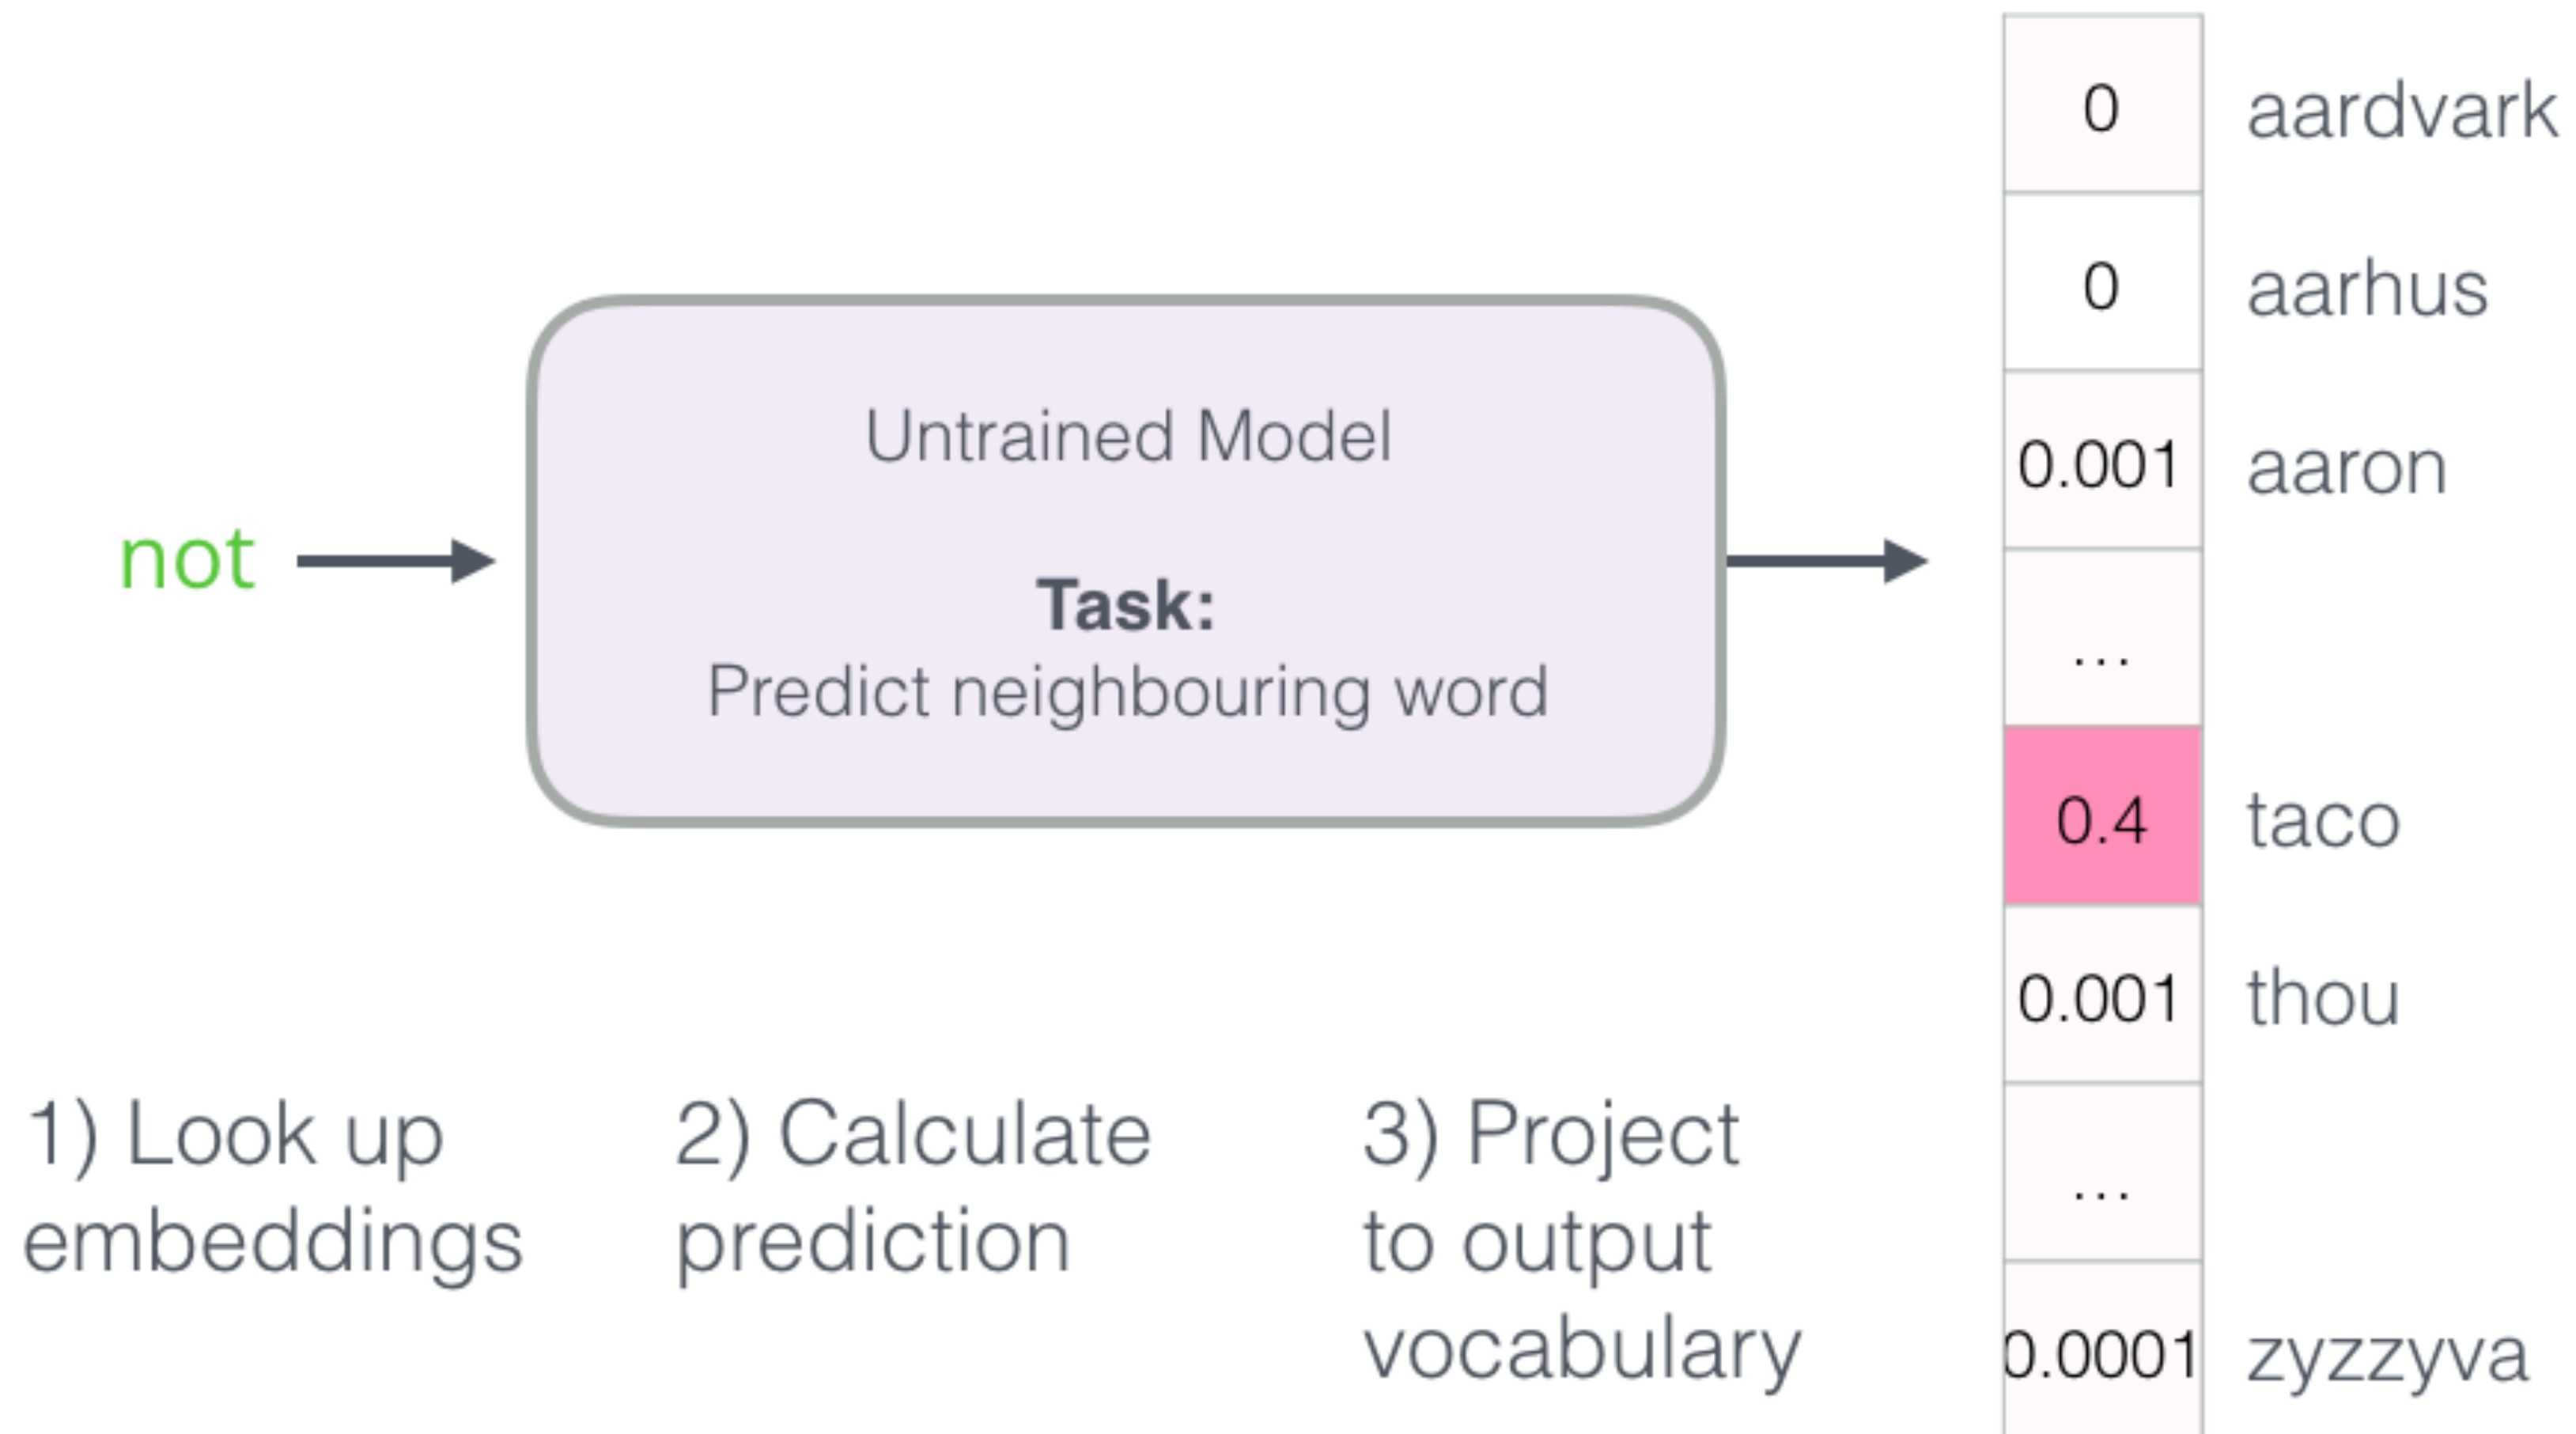 0 aardvark
0 aarhus
0.001 aaron
...
0.4 taco
0.001 thou
...
0.0001 zyzzyva
not
Untrained Model
Task:
Predict neighbouring word
1) Look up
embeddings
2) Calculate
prediction
3) Project
to output
vocabulary